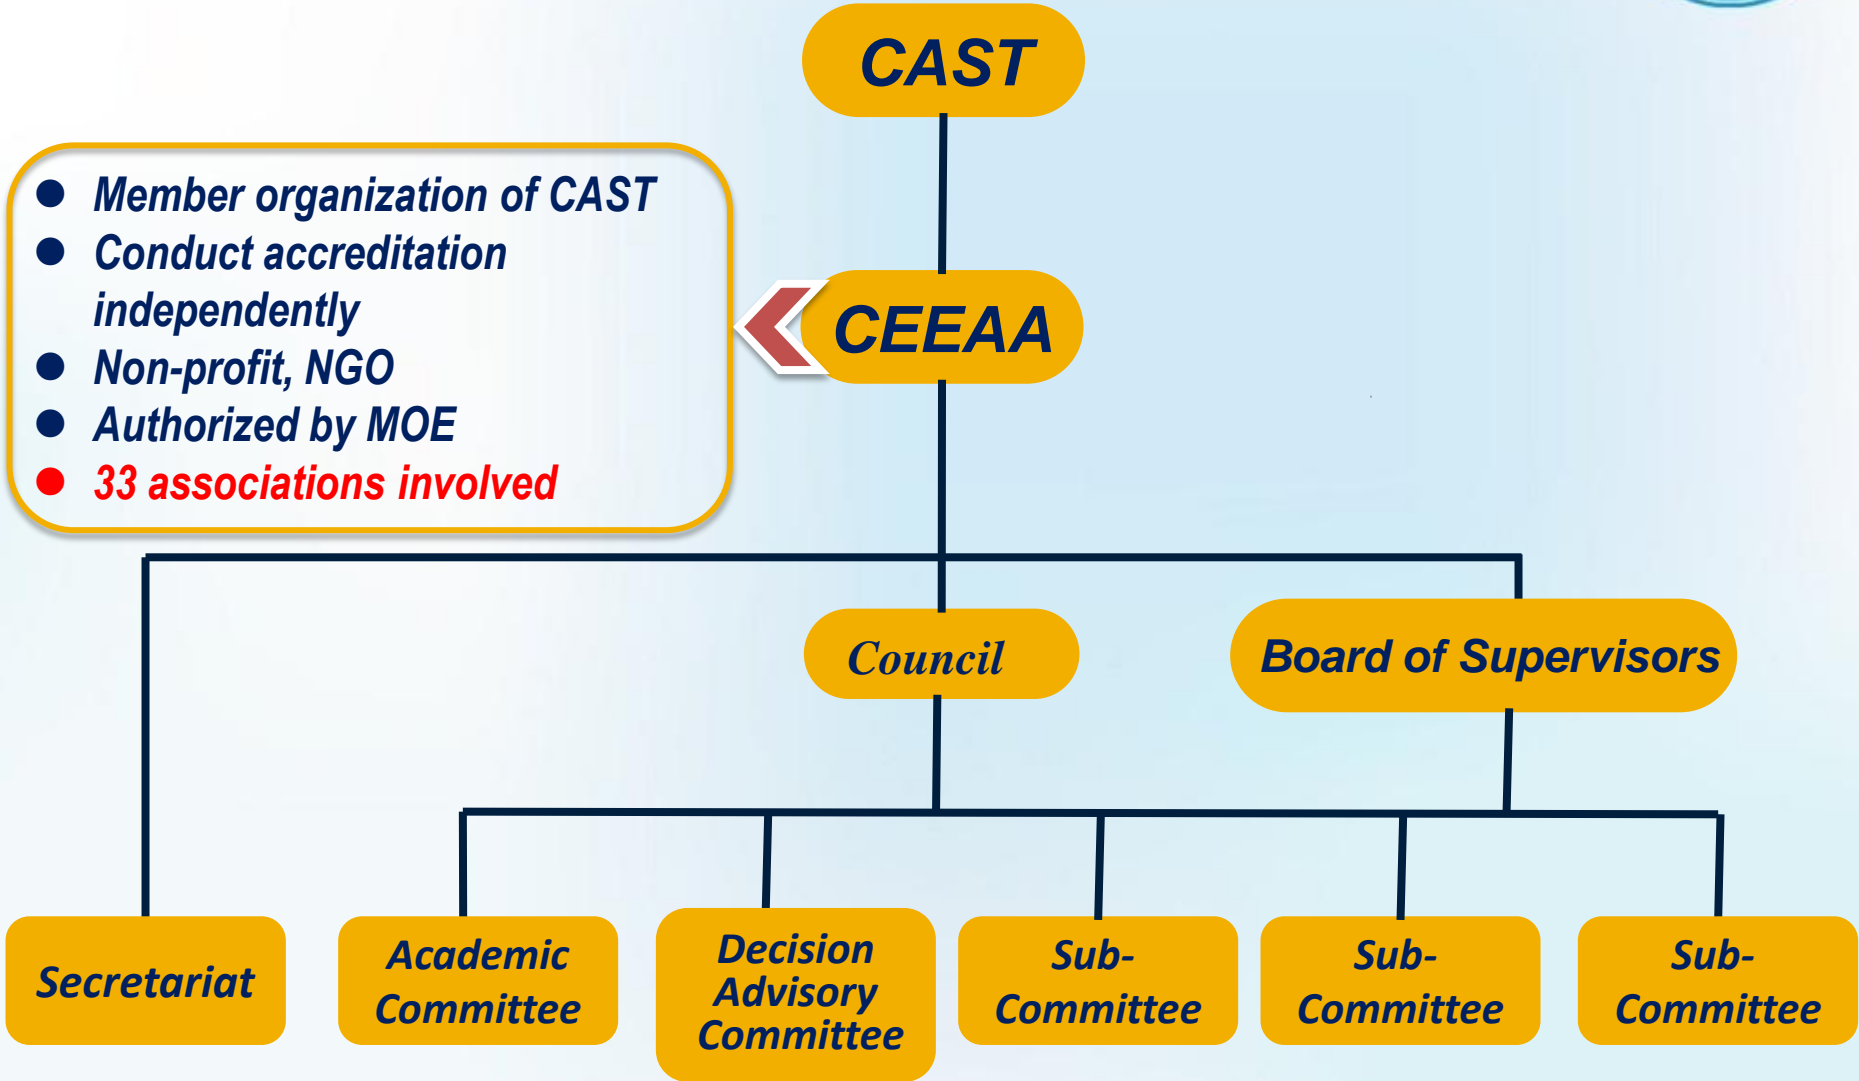 CAST
Member organization of CAST
Conduct accreditation
independently
Non-profit, NGO
Authorized by MOE
33 associations involved
CEEAA
Council
Board of Supervisors
Secretariat
Academic
Committee
Decision
Advisory
Committee
Sub-
Committee
Sub-
Committee
Sub-
Committee